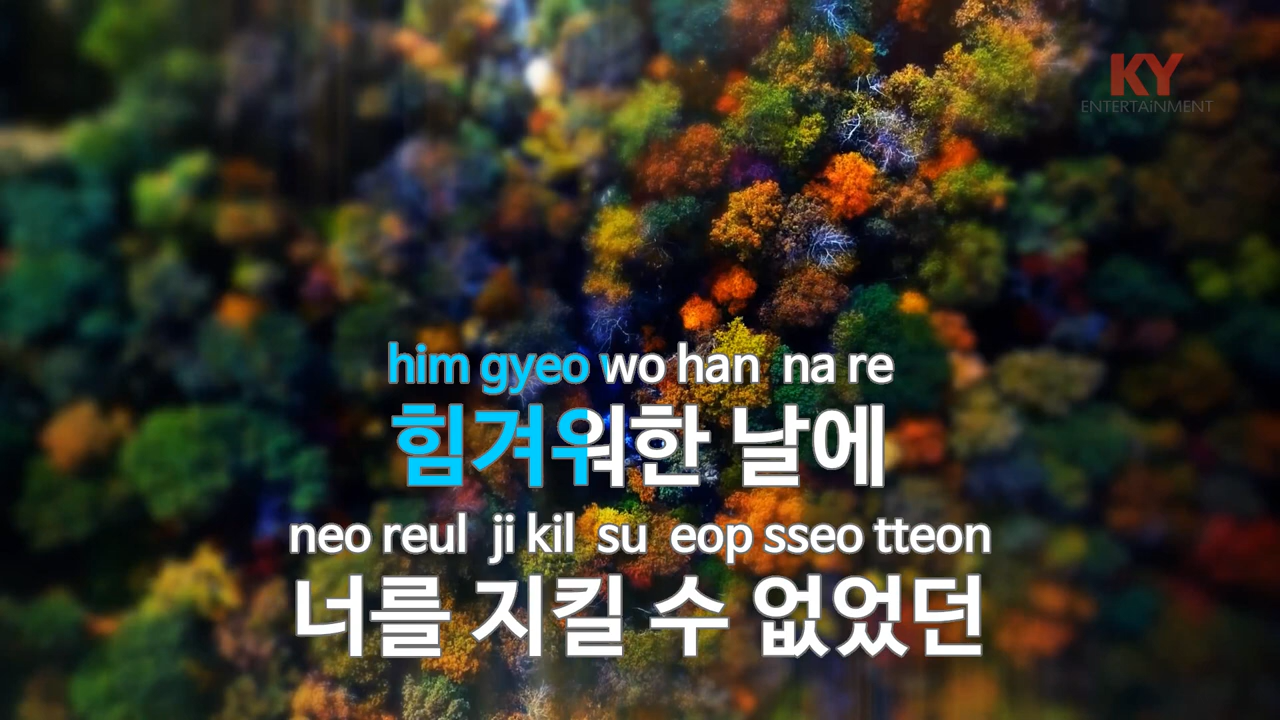 KY
ENTERTAiNMENT
him gyeo wo han na re
힘겨워한 날에
neo reul ji kil su eop sseo tteon
너를 지킬 수 없었던